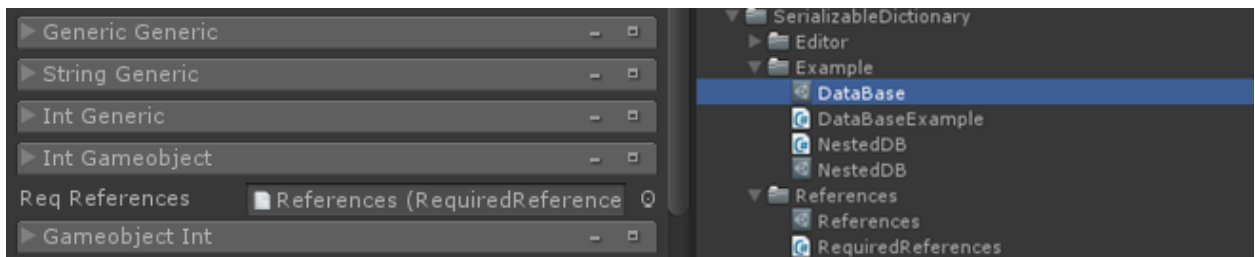 Generic Generic
String Generic
Int Generic
Int Gameobject
Req References References (RequiredReference
Gameobject Int
SerializableDictionary
Editor
Example
DataBase
DataBaseExample
NestedDB
NestedDB
References
References
RequiredReferences